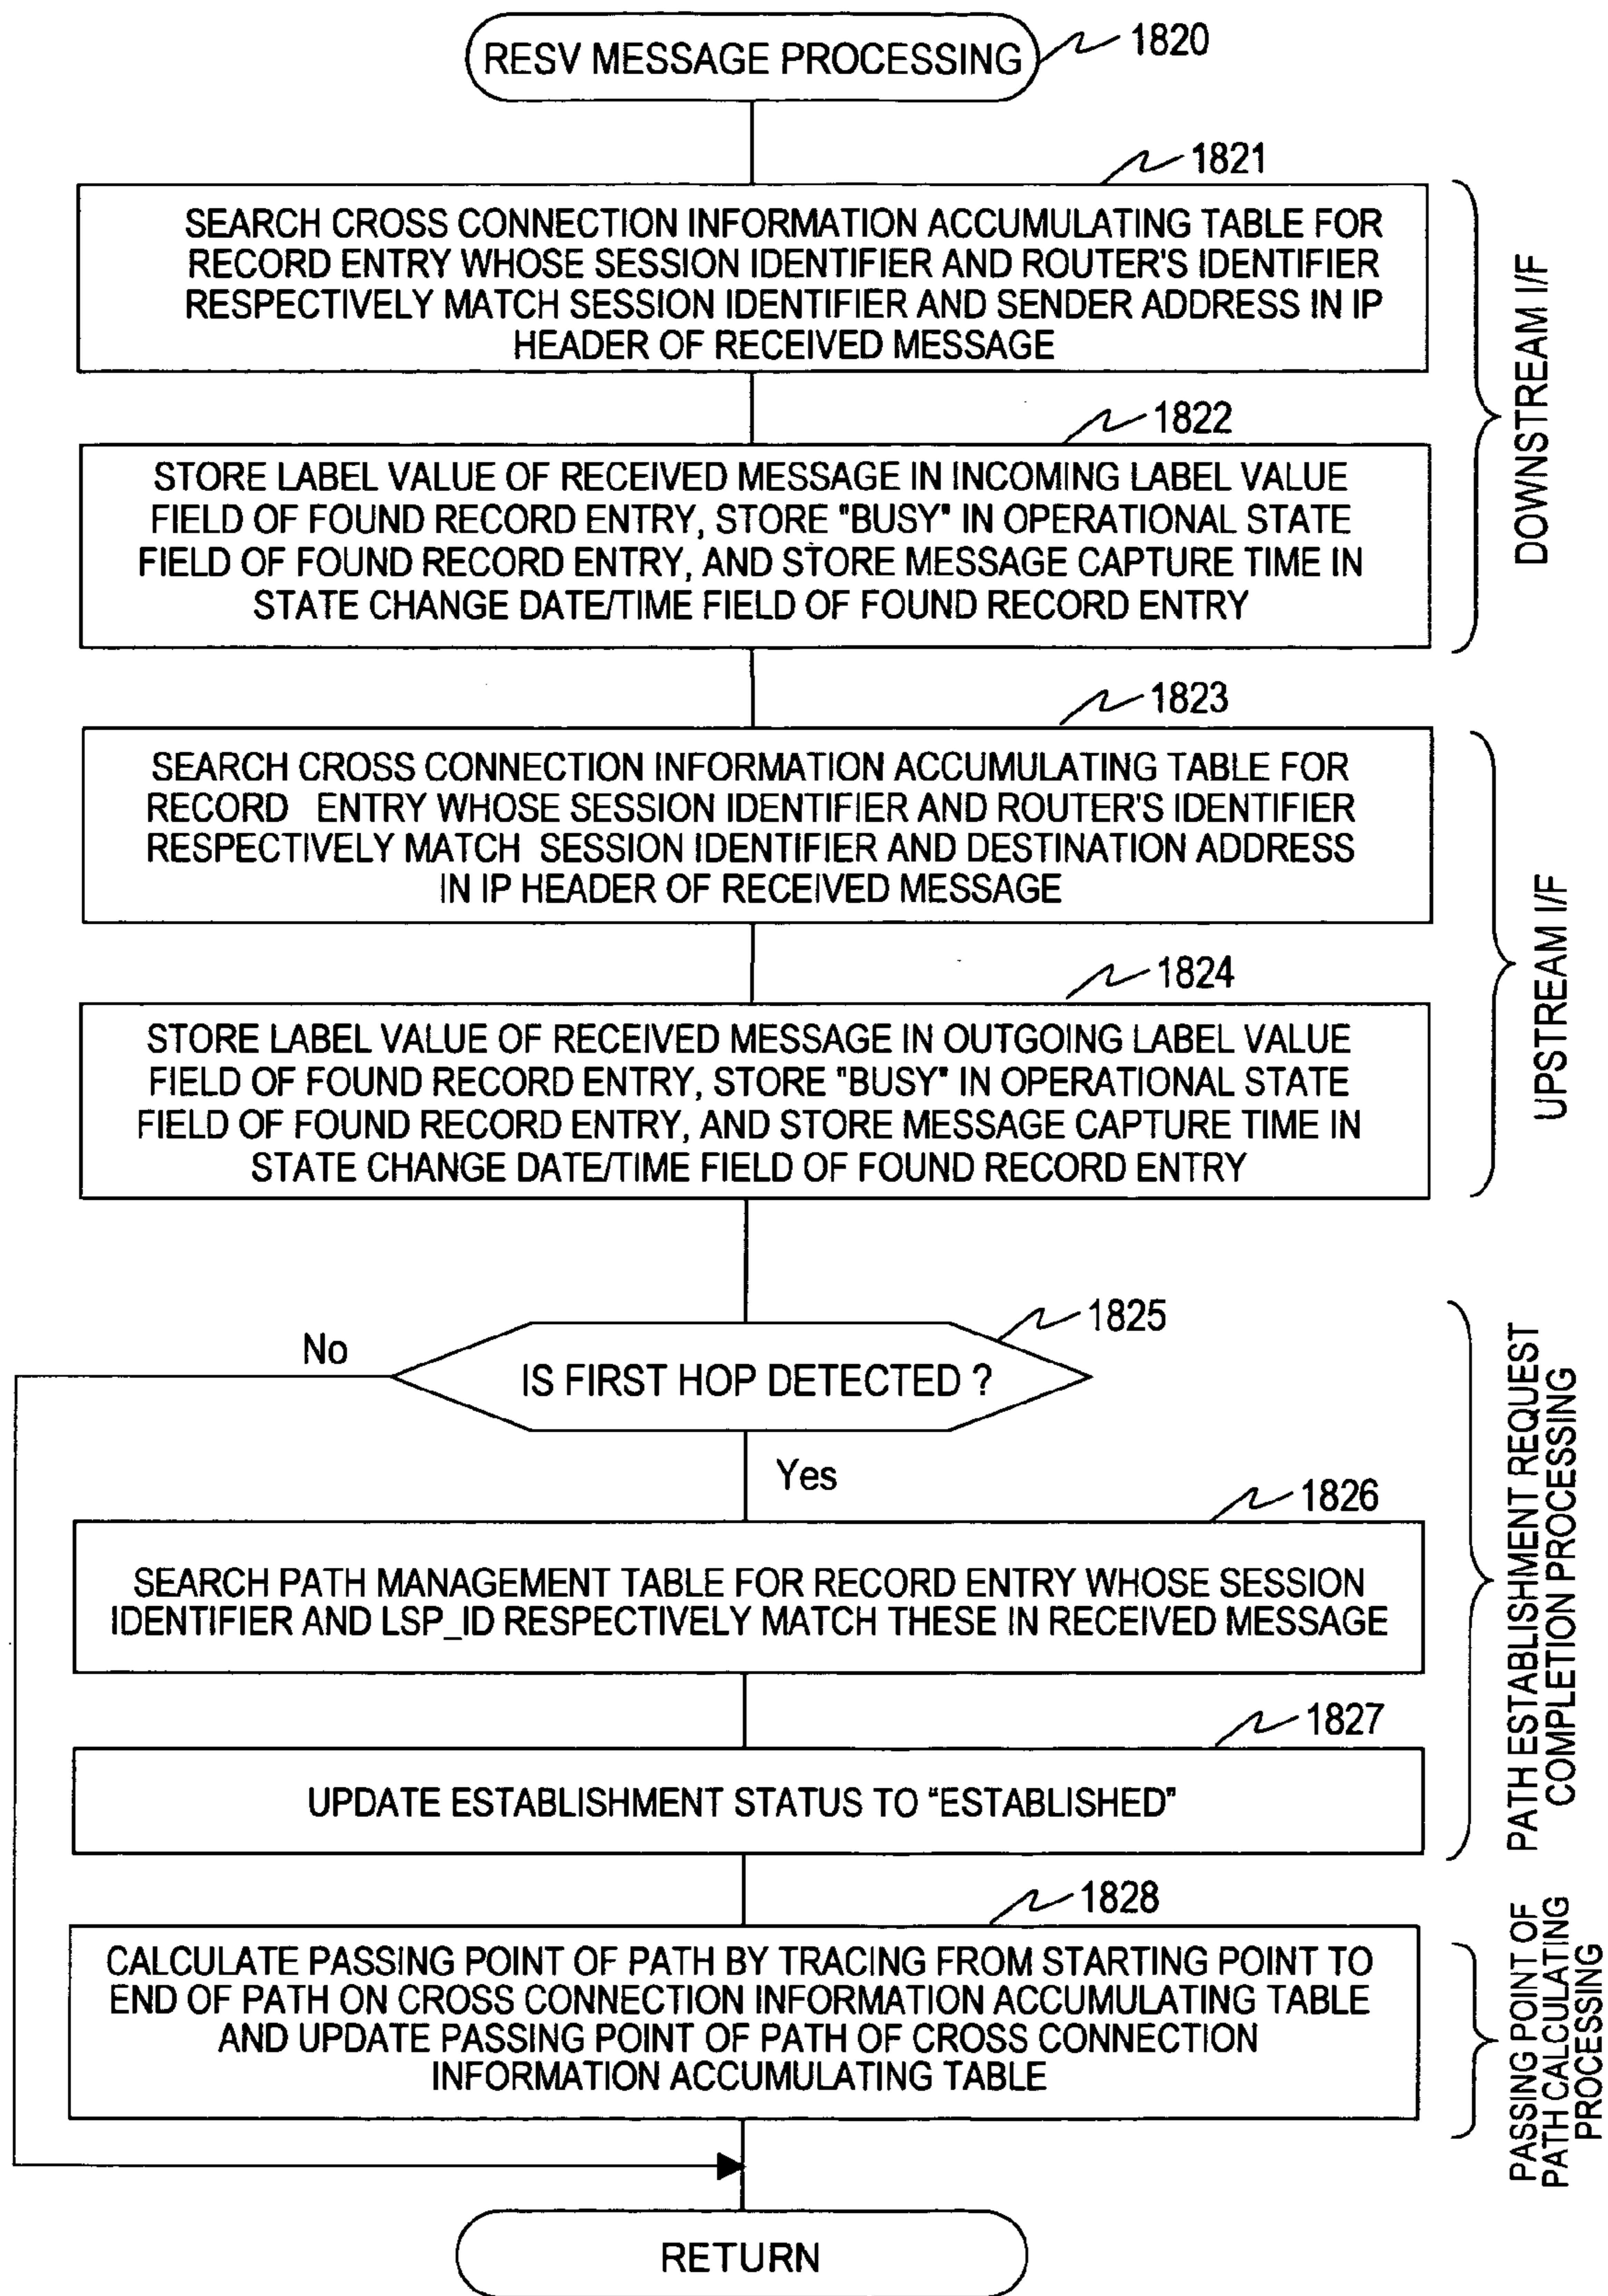 RESV MESSAGE PROCESSING
1820
1821
SEARCH CROSS CONNECTION INFORMATION ACCUMULATING TABLE FOR
RECORD ENTRY WHOSE SESSION IDENTIFIER AND ROUTER'S IDENTIFIER
RESPECTIVELY MATCH SESSION IDENTIFIER AND SENDER ADDRESS IN IP
HEADER OF RECEIVED MESSAGE
1822
STORE LABEL VALUE OF RECEIVED MESSAGE IN INCOMING LABEL VALUE
FIELD OF FOUND RECORD ENTRY, STORE "BUSY" IN OPERATIONAL STATE
FIELD OF FOUND RECORD ENTRY, AND STORE MESSAGE CAPTURE TIME IN
STATE CHANGE DATE/TIME FIELD OF FOUND RECORD ENTRY
DOWNSTREAM I/F
1823
SEARCH CROSS CONNECTION INFORMATION ACCUMULATING TABLE FOR
RECORD ENTRY WHOSE SESSION IDENTIFIER AND ROUTER'S IDENTIFIER
RESPECTIVELY MATCH SESSION IDENTIFIER AND DESTINATION ADDRESS
IN IP HEADER OF RECEIVED MESSAGE
1824
STORE LABEL VALUE OF RECEIVED MESSAGE IN OUTGOING LABEL VALUE
FIELD OF FOUND RECORD ENTRY, STORE "BUSY" IN OPERATIONAL STATE
FIELD OF FOUND RECORD ENTRY, AND STORE MESSAGE CAPTURE TIME IN
STATE CHANGE DATE/TIME FIELD OF FOUND RECORD ENTRY
UPSTREAM I/F
1825
No
IS FIRST HOP DETECTED ?
Yes
1826
SEARCH PATH MANAGEMENT TABLE FOR RECORD ENTRY WHOSE SESSION
IDENTIFIER AND LSP_ID RESPECTIVELY MATCH THESE IN RECEIVED MESSAGE
1827
UPDATE ESTABLISHMENT STATUS TO "ESTABLISHED"
PATH ESTABLISHMENT REQUEST
COMPLETION PROCESSING
1828
CALCULATE PASSING POINT OF PATH BY TRACING FROM STARTING POINT TO
END OF PATH ON CROSS CONNECTION INFORMATION ACCUMULATING TABLE
AND UPDATE PASSING POINT OF PATH OF CROSS CONNECTION
INFORMATION ACCUMULATING TABLE
PASSING POINT OF
PATH CALCULATING
PROCESSING
RETURN